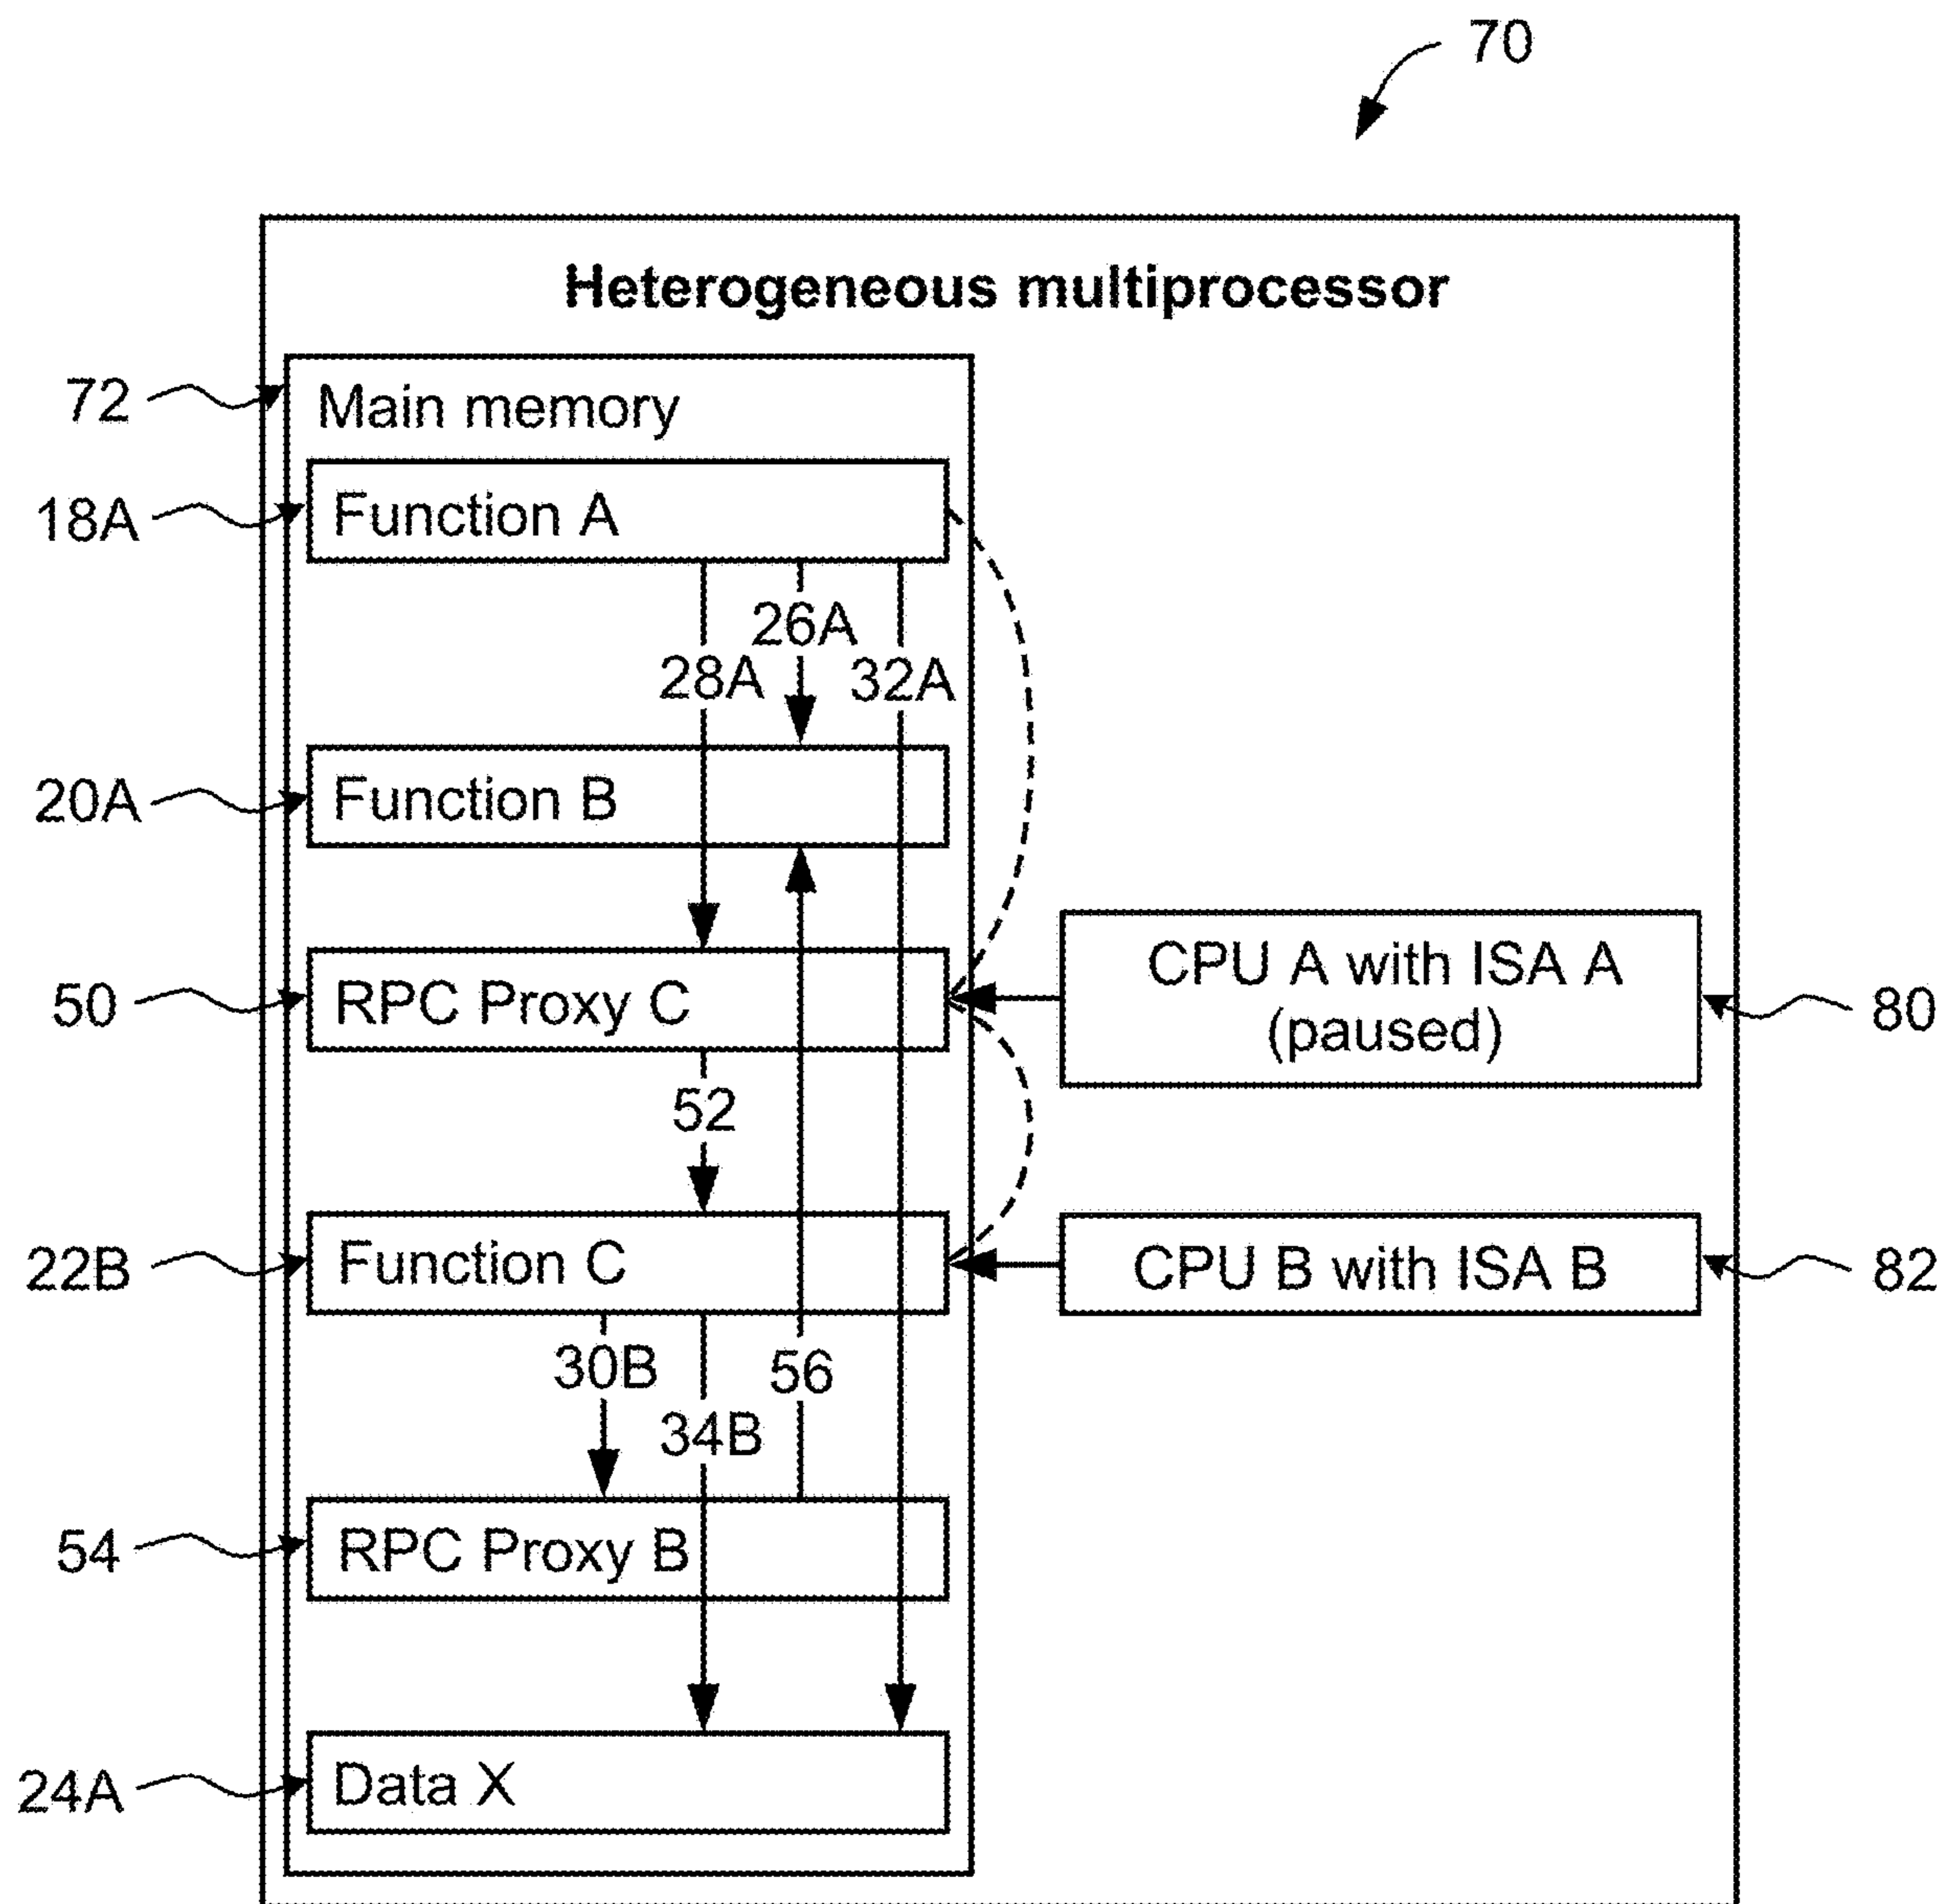 70
Heterogeneous multiprocessor
72
Main memory
18A
Function A
26A
28A
32A
20A
Function B
50
RPC Proxy C
CPU A with ISA A
(paused)
80
52
22B
Function C
CPU B with ISA B
82
30B
56
34B
54
RPC Proxy B
24A
Data X